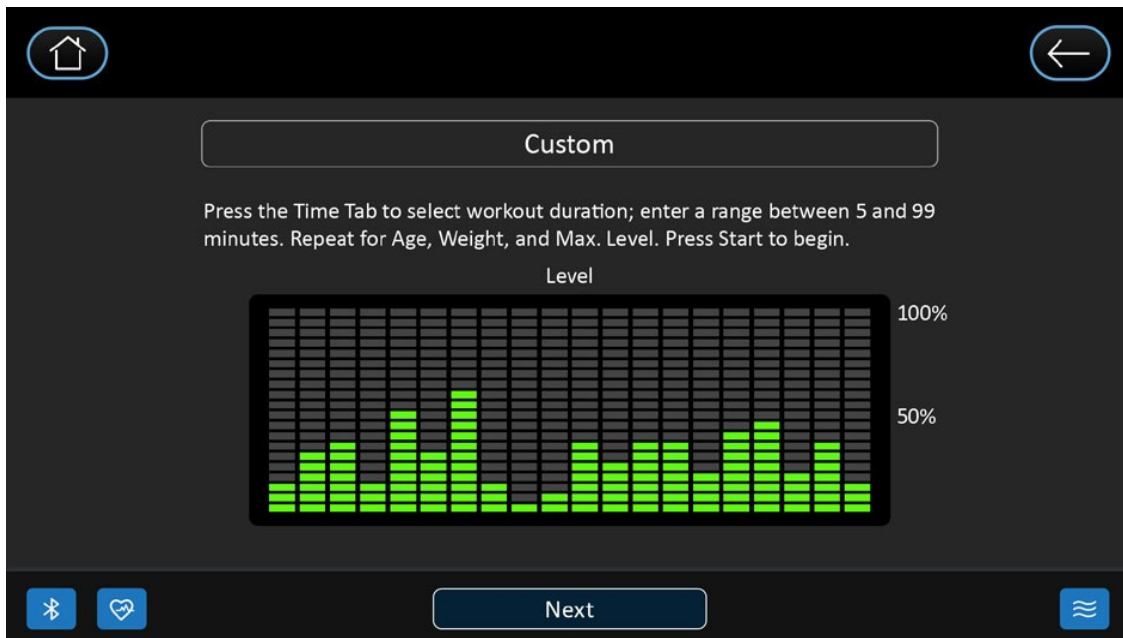 Custom
Press the Time Tab to select workout duration; enter a range between 5 and 99
minutes. Repeat for Age, Weight, and Max. Level. Press Start to begin.
Level
100%
50%
Next